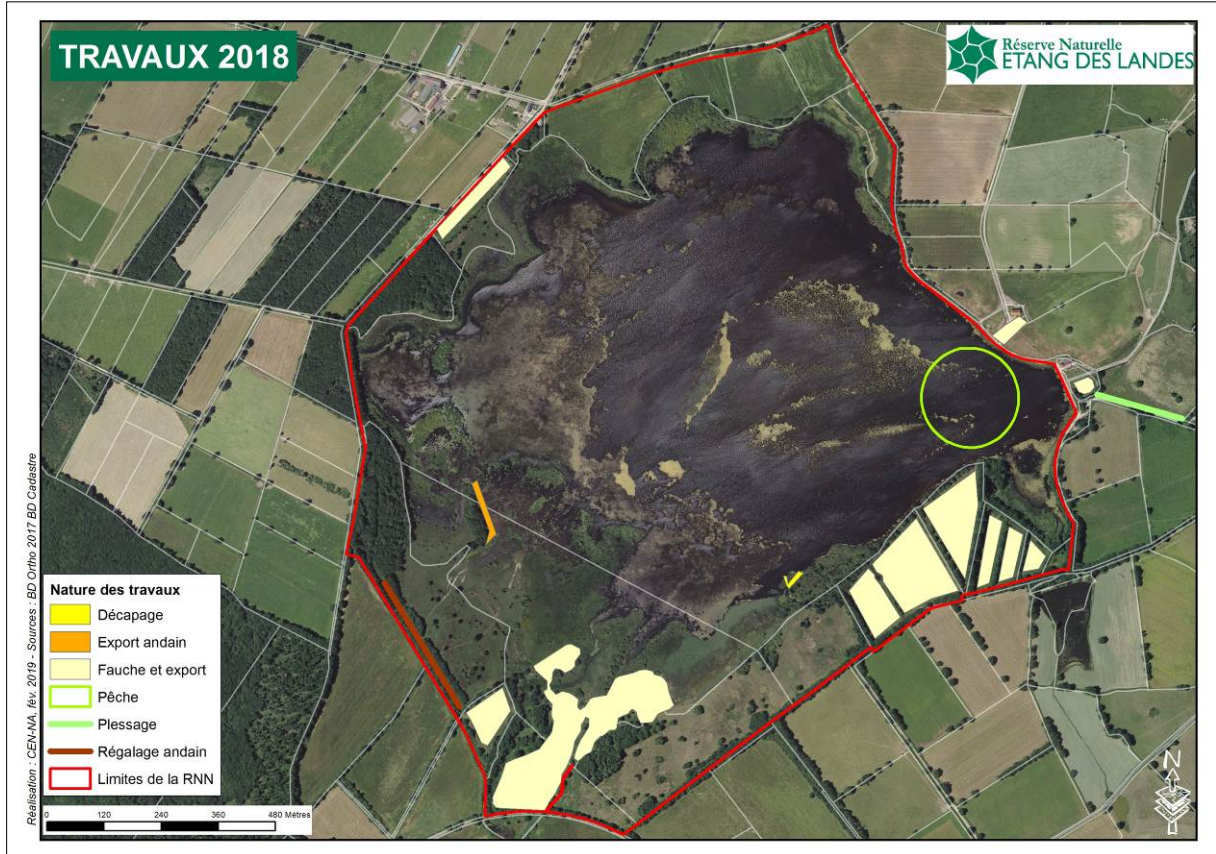 TRAVAUX 2018
Réserve Naturelle
ETANG DES LANDES
Réalisation : CEN-NA, fév. 2019 - Sources : BD Ortho 2017 BD Cadastre
Nature des travaux
Décapage
Export andain
Fauche et export
Pêche
Plessage
Régalage andain
Limites de la RNN
0 120 240 360 480 Mètres
N